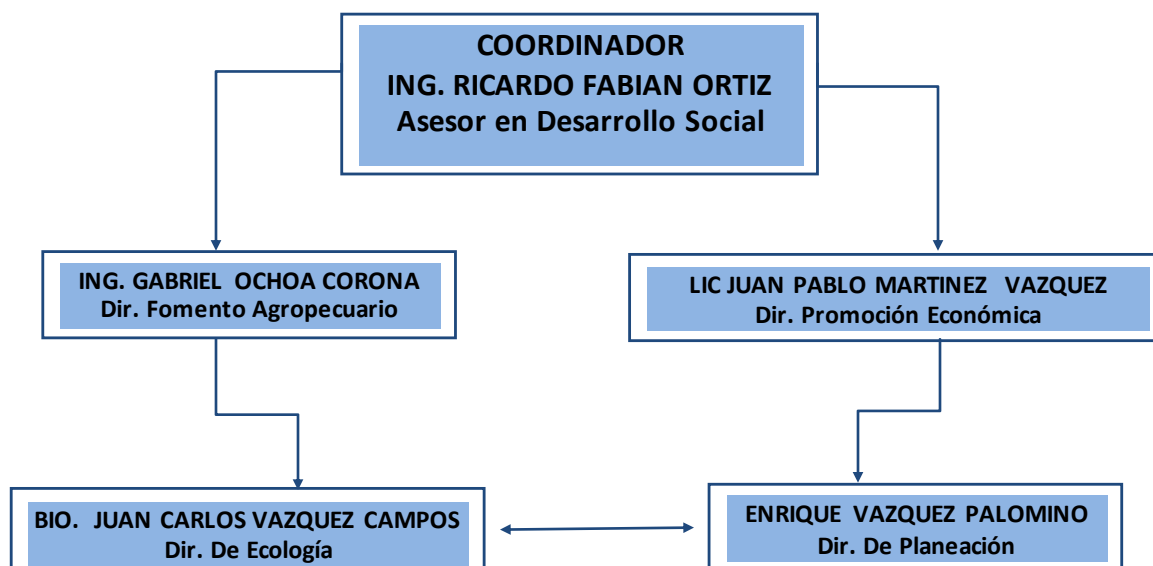 COORDINADOR
ING. RICARDO FABIAN ORTIZ
Asesor en Desarrollo Social
ING. GABRIEL OCHOA CORONA
Dir. Fomento Agropecuario
LIC JUAN PABLO MARTINEZ VAZQUEZ
Dir. Promoción Económica
BIO. JUAN CARLOS VAZQUEZ CAMPOS
Dir. De Ecología
ENRIQUE VAZQUEZ PALOMINO
Dir. De Planeación